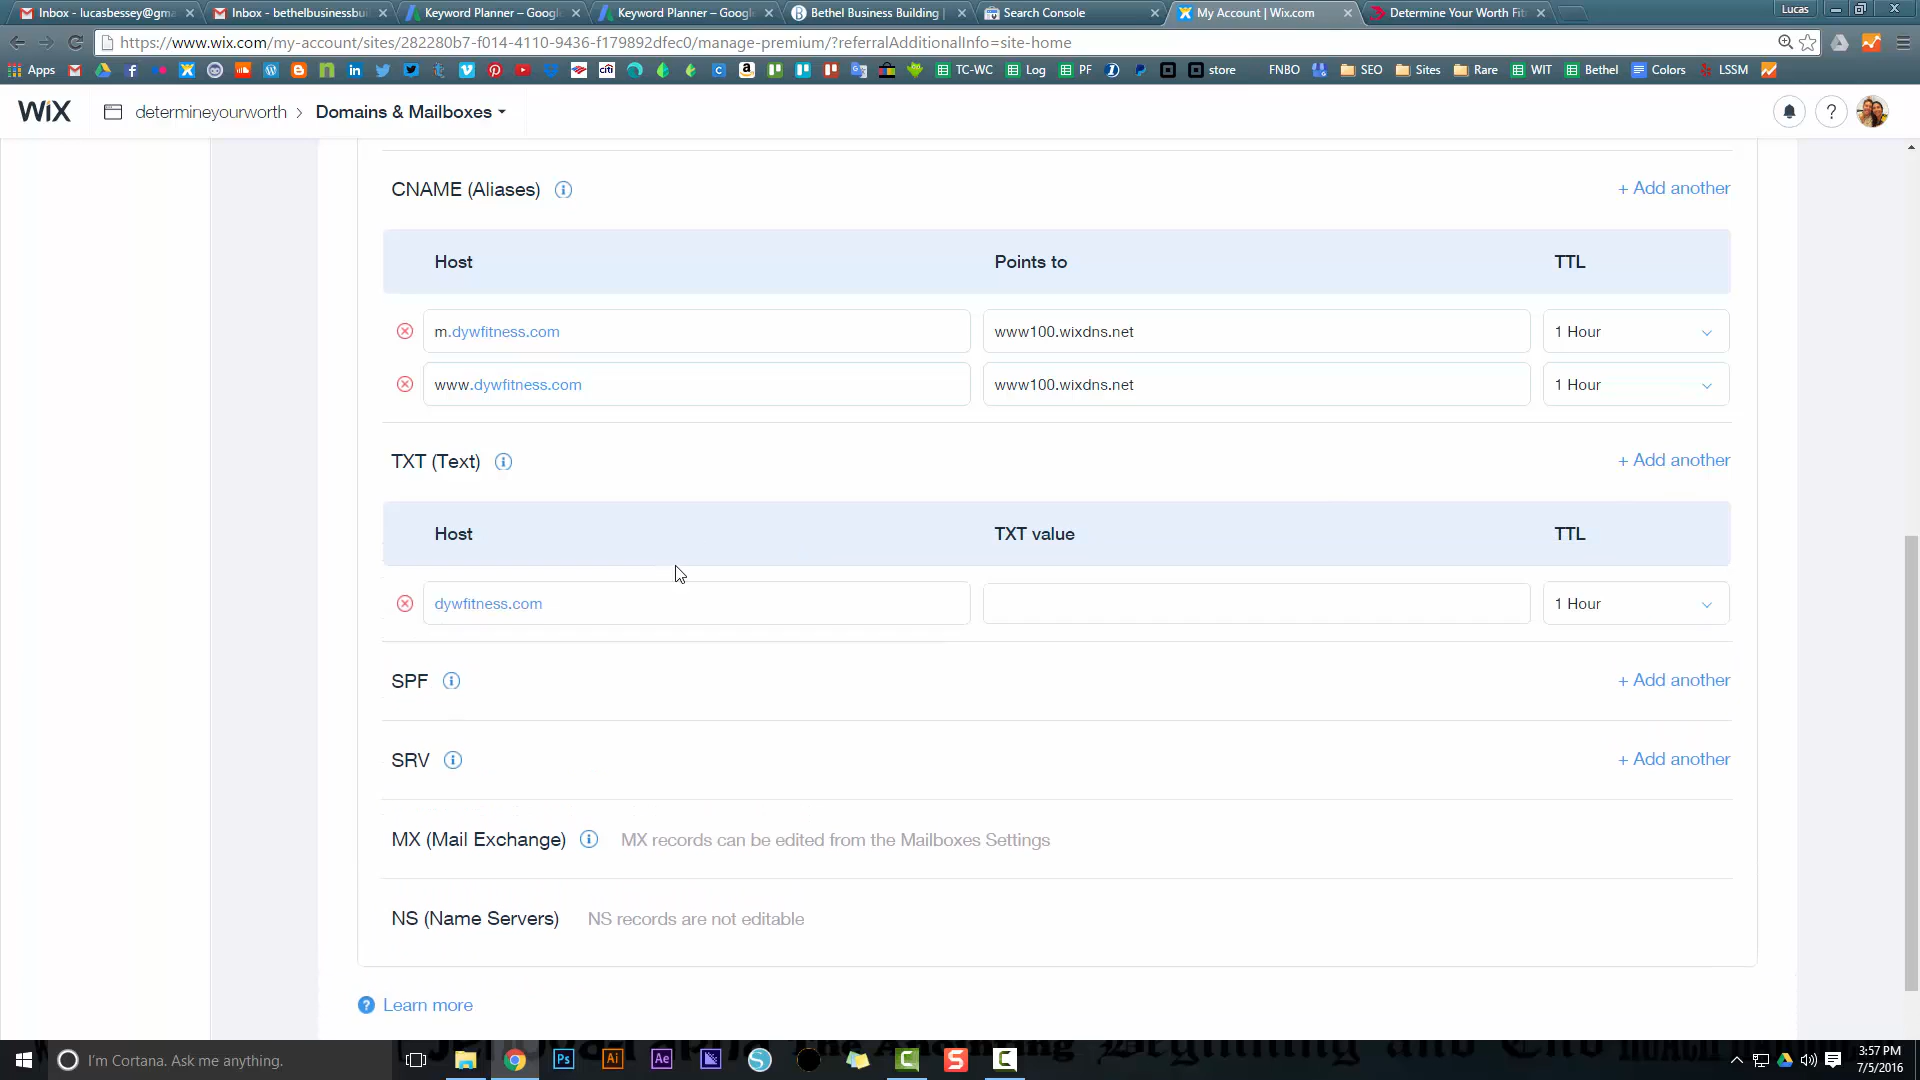 Inbox - lucasbessey@gma
Inbox - bethelbusinessbu
Keyword Planner – Googl
Keyword Planner – Googl
Bethel Business Building |
Search Console
My Account | Wix.com
Determine Your Worth Fit
Lucas
https://www.wix.com/my-account/sites/282280b7-f014-4110-9436-f179892dfec0/manage-premium/?referralAdditionalInfo=site-home
Apps
TC-WC
Log
PF
store
FNBO
SEO
Sites
Rare
WIT
Bethel
Colors
LSSM
WiX
determineyourworth > Domains & Mailboxes
?
CNAME (Aliases)
+ Add another
Host
Points to
TTL
m.dywfitness.com
www100.wixdns.net
1 Hour
www.dywfitness.com
www100.wixdns.net
1 Hour
TXT (Text)
+ Add another
Host
TXT value
TTL
dywfitness.com
1 Hour
SPF
+ Add another
SRV
+ Add another
MX (Mail Exchange)
MX records can be edited from the Mailboxes Settings
NS (Name Servers)
NS records are not editable
? Learn more
I'm Cortana. Ask me anything.
Ps
Ai
Ae
3:57 PM
7/5/2016